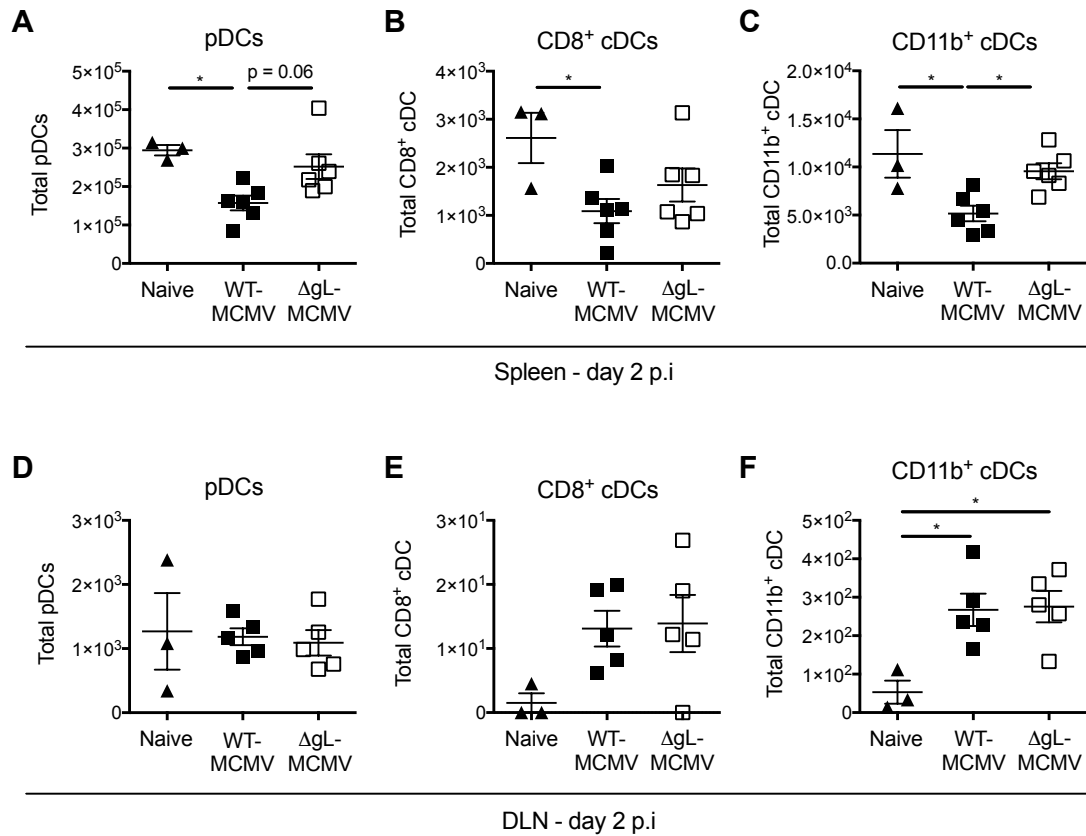 A
pDCs
Total pDCs
5×10⁵
4×10⁵
3×10⁵
2×10⁵
1×10⁵
0
*
p = 0.06
Naive
WT-
MCMV
ΔgL-
MCMV
B
CD8⁺ cDCs
Total CD8⁺ cDC
4×10³
3×10³
2×10³
1×10³
0
*
Naive
WT-
MCMV
ΔgL-
MCMV
C
CD11b⁺ cDCs
Total CD11b⁺ cDC
2.0×10⁴
1.5×10⁴
1.0×10⁴
5.0×10³
0.0
*
*
Naive
WT-
MCMV
ΔgL-
MCMV
Spleen - day 2 p.i
D
pDCs
Total pDCs
3×10³
2×10³
1×10³
0
Naive
WT-
MCMV
ΔgL-
MCMV
E
CD8⁺ cDCs
Total CD8⁺ cDC
3×10¹
2×10¹
1×10¹
0
Naive
WT-
MCMV
ΔgL-
MCMV
F
CD11b⁺ cDCs
Total CD11b⁺ cDC
5×10²
4×10²
3×10²
2×10²
1×10²
0
*
*
Naive
WT-
MCMV
ΔgL-
MCMV
DLN - day 2 p.i